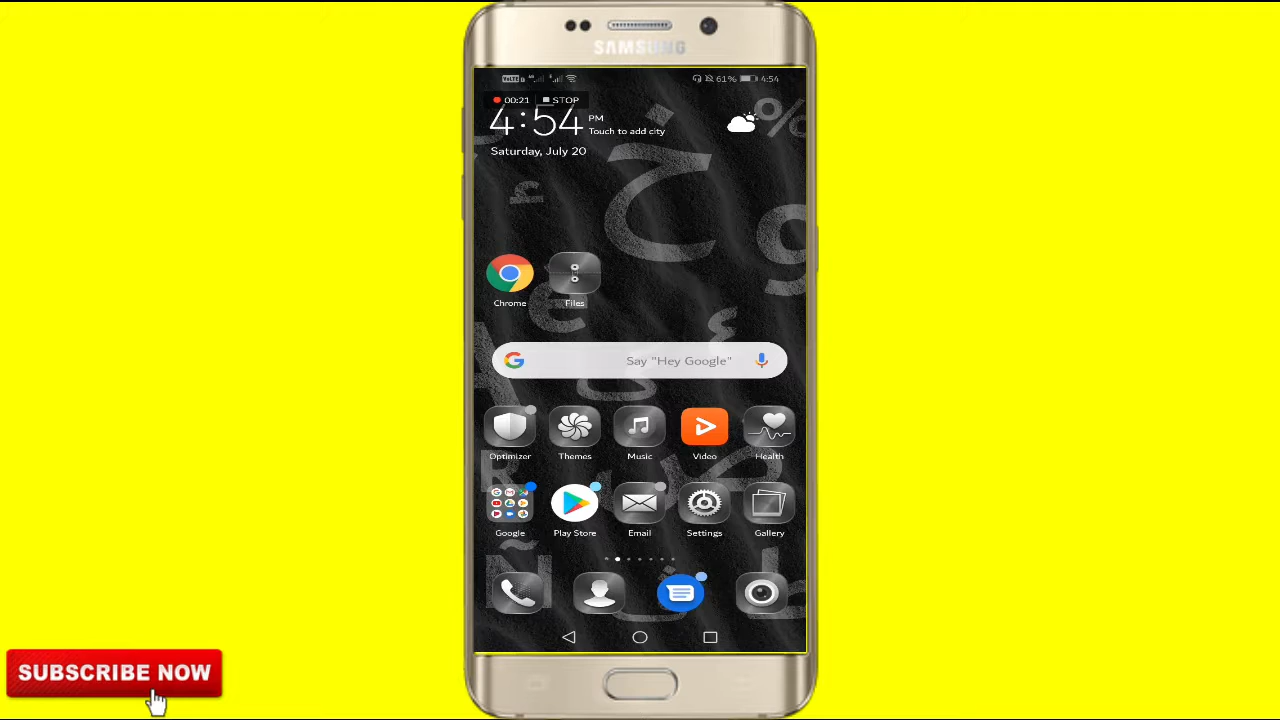 SAMSUNG
VoLTE 61% 4:54
00:21 STOP
4:54 PM
Touch to add city
Saturday, July 20
%
خ
و
Chrome Files
e
A
Say "Hey Google"
Optimizer Themes Music Video Health
R
ض
Google Play Store Email Settings Gallery
Ñ
SUBSCRIBE NOW